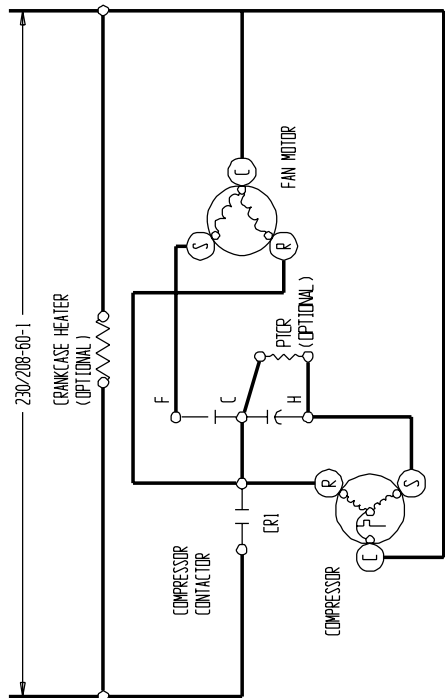 230/208-60-1
CRANKCASE HEATER
(OPTIONAL)
COMPRESSOR
CONTACTOR
CR1
F
C
H
PTCR
(OPTIONAL)
S
C
R
FAN MOTOR
COMPRESSOR
C
R
S